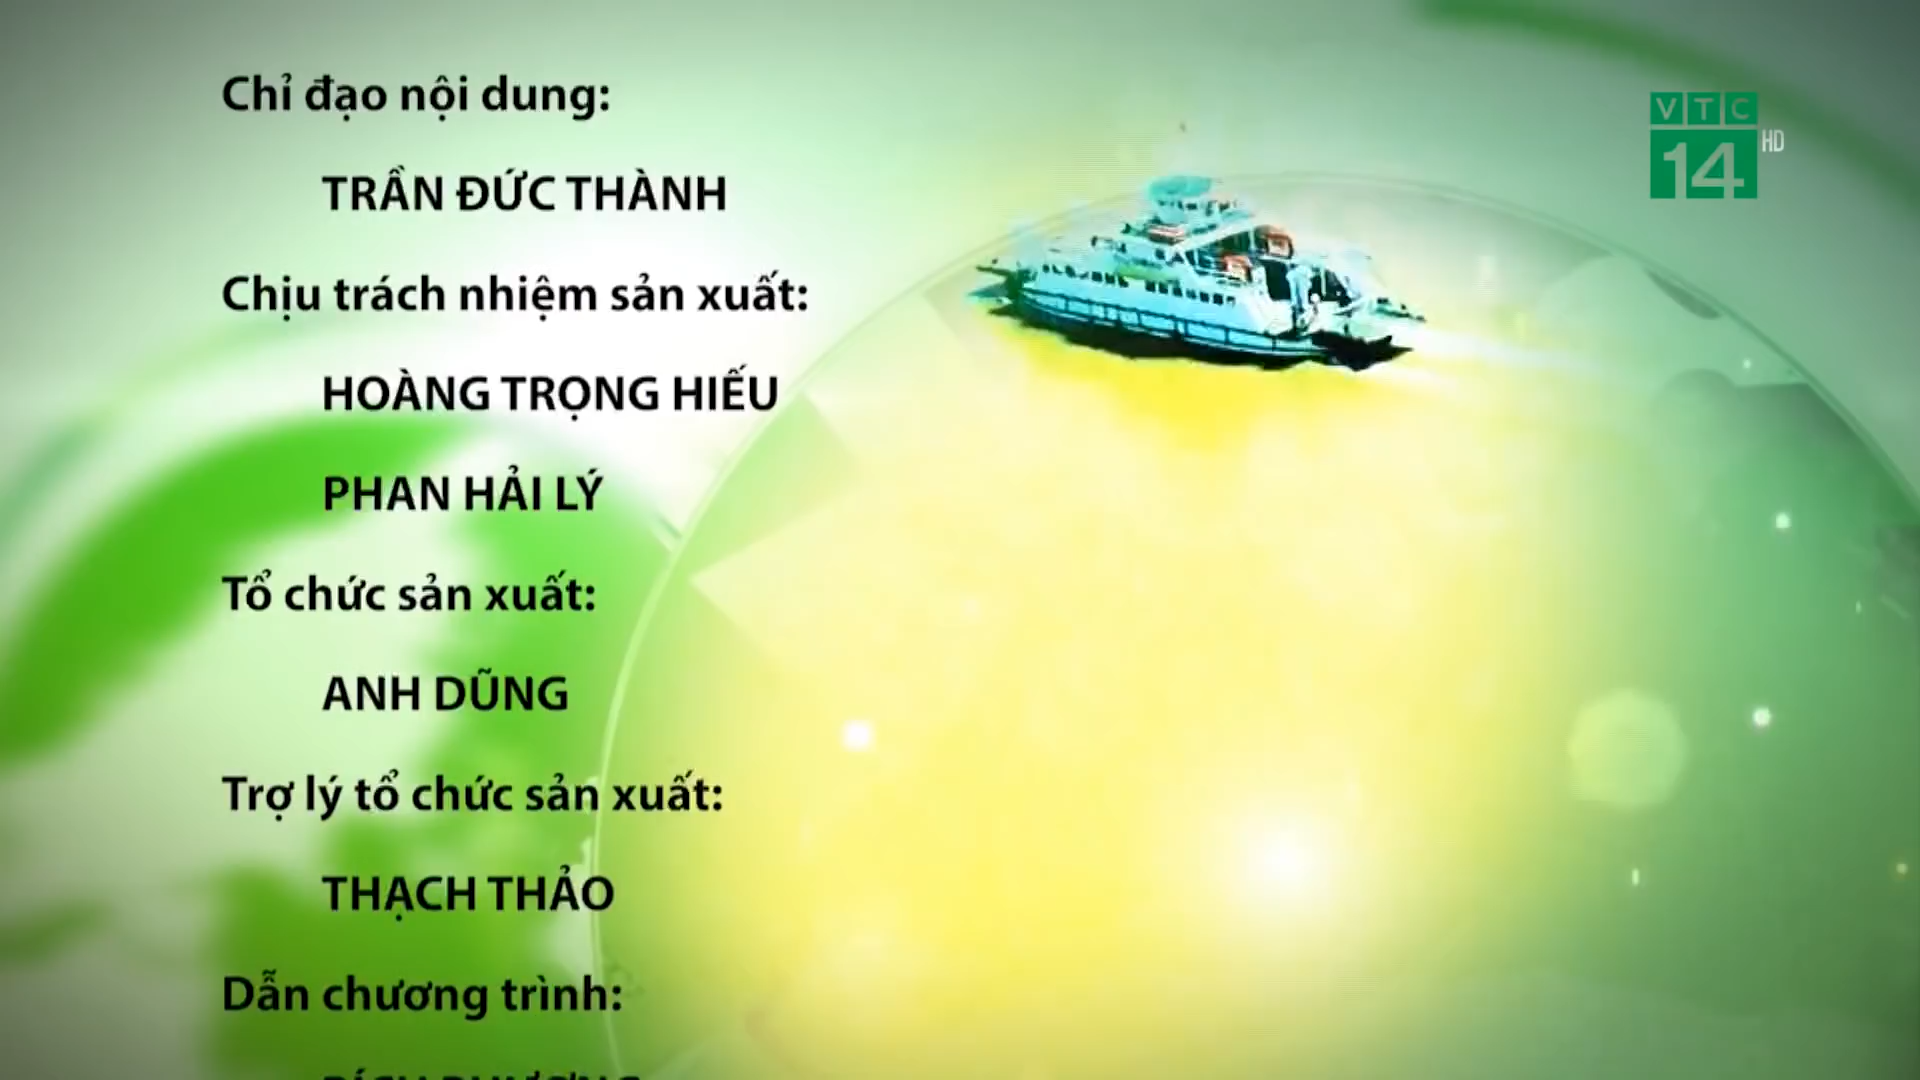 Chỉ đạo nội dung:
TRẦN ĐỨC THÀNH
Chịu trách nhiệm sản xuất:
HOÀNG TRỌNG HIẾU
PHAN HẢI LÝ
Tổ chức sản xuất:
ANH DŨNG
Trợ lý tổ chức sản xuất:
THẠCH THẢO
Dẫn chương trình:
VTC
14
HD